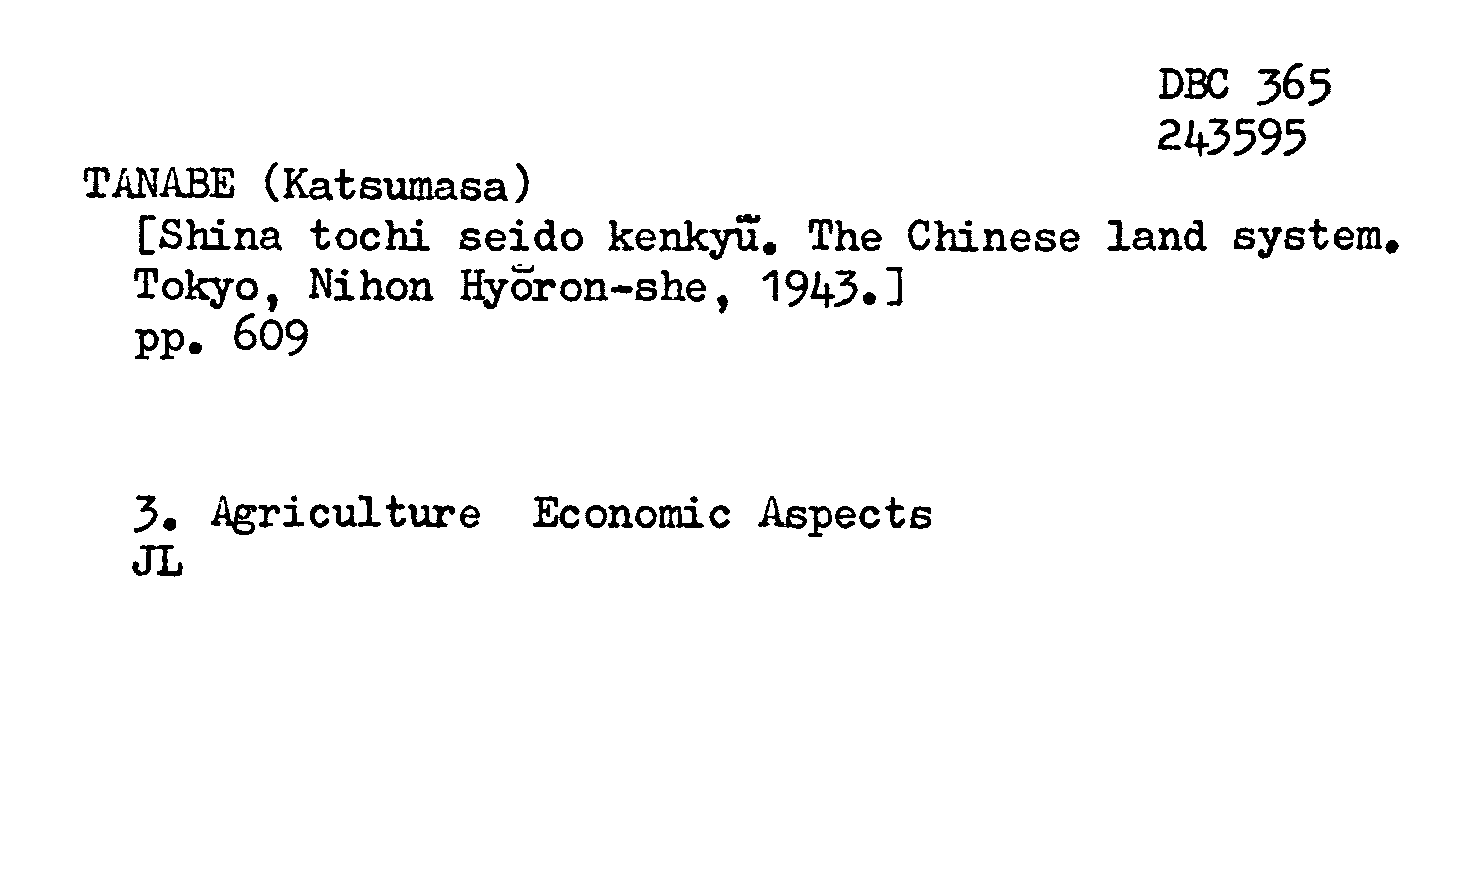 DBC 365
243595
TANABE (Katsumasa)
[Shina tochi seido kenkyū. The Chinese land system.
Tokyo, Nihon Hyōron-she, 1943.]
pp. 609
3. Agriculture Economic Aspects
JL